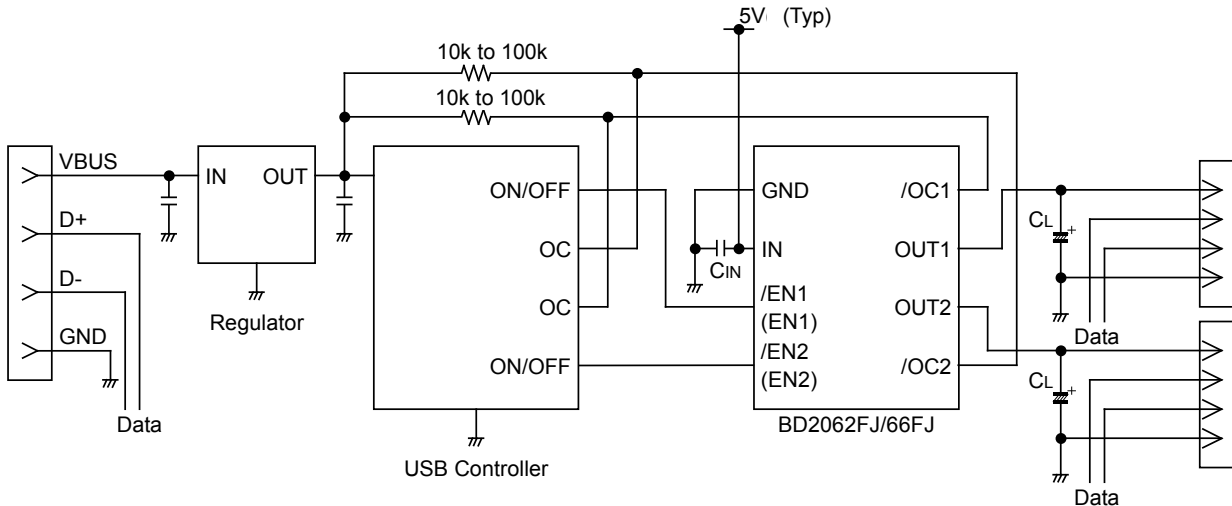 5V (Typ)
10k to 100k
10k to 100k
VBUS
D+
D-
GND
Data
IN
OUT
Regulator
ON/OFF
OC
OC
ON/OFF
USB Controller
GND
IN
CIN
/EN1
(EN1)
/EN2
(EN2)
/OC1
OUT1
OUT2
/OC2
BD2062FJ/66FJ
CL
+
Data
CL
+
Data